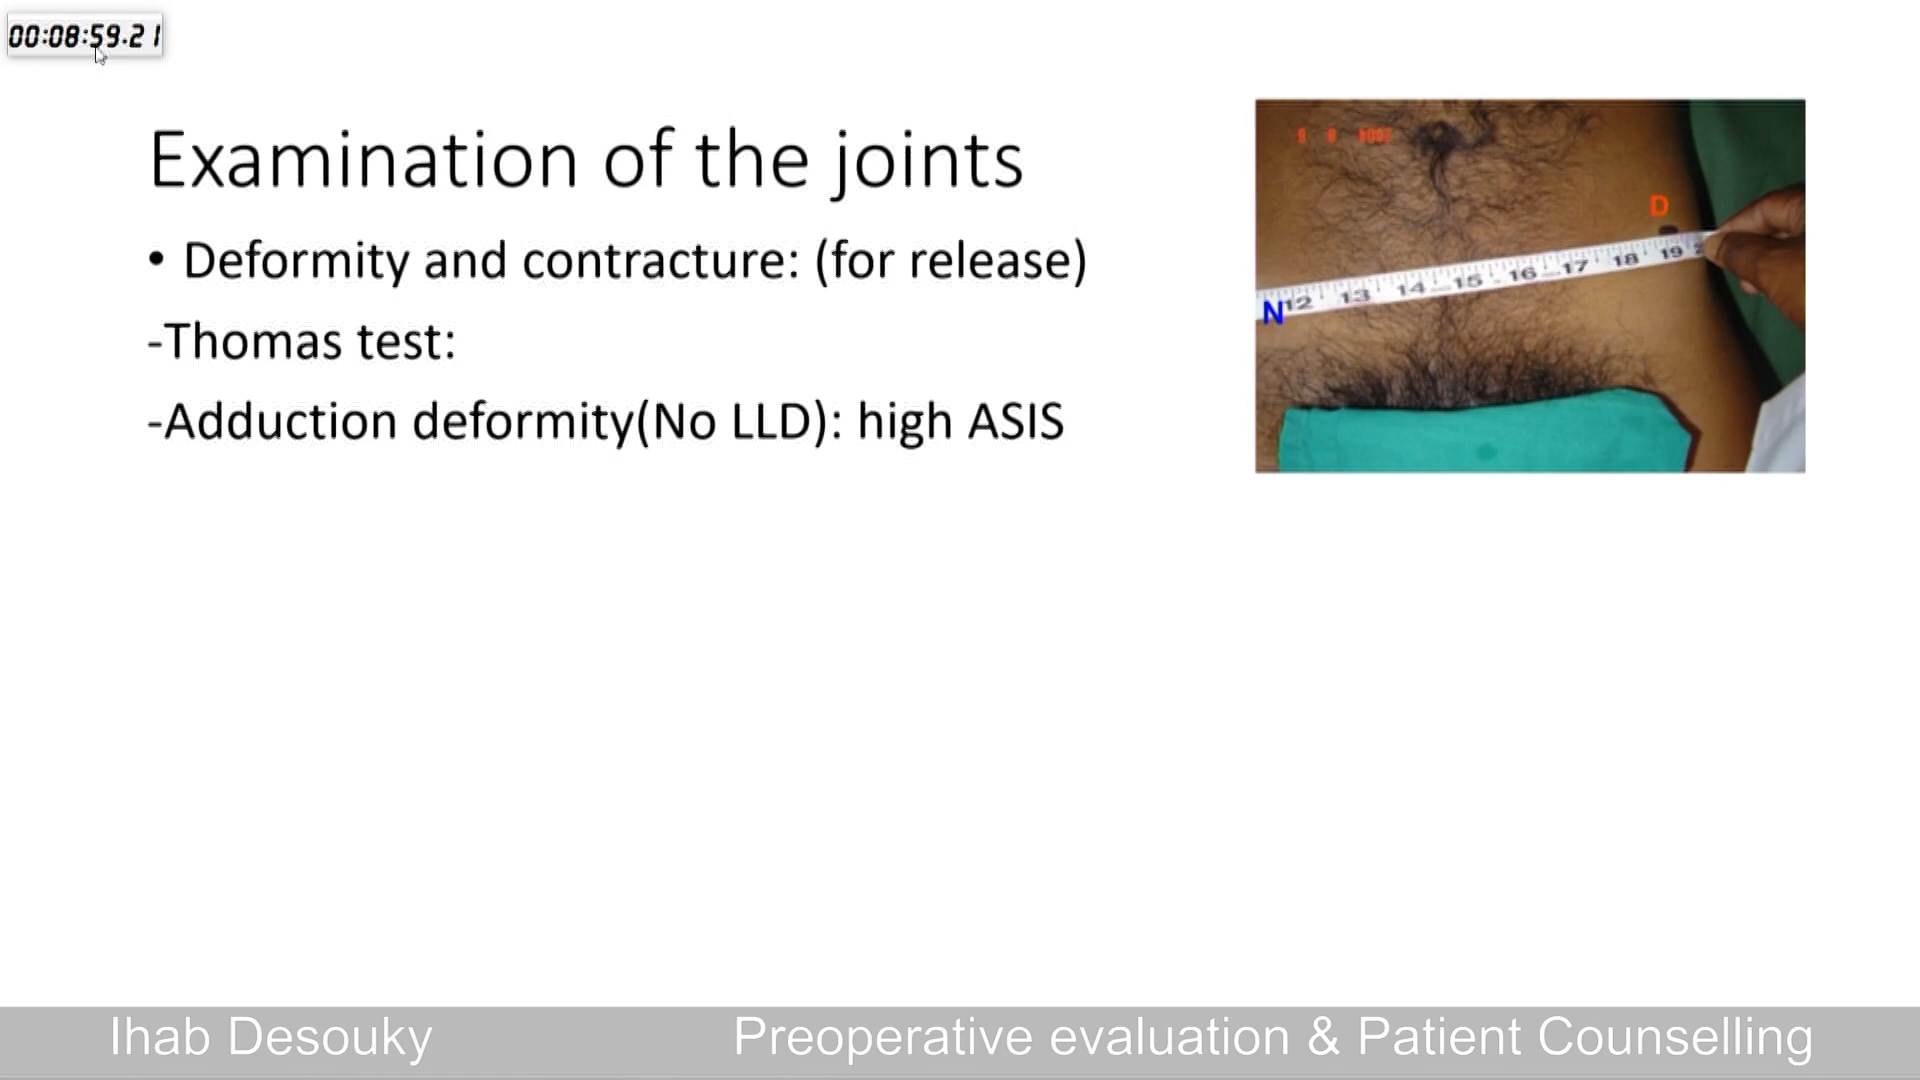 00:08:59.21
Examination of the joints
• Deformity and contracture: (for release)
-Thomas test:
-Adduction deformity(No LLD): high ASIS
D
12 13 14 15 16 17 18 19
N
Ihab Desouky
Preoperative evaluation & Patient Counselling